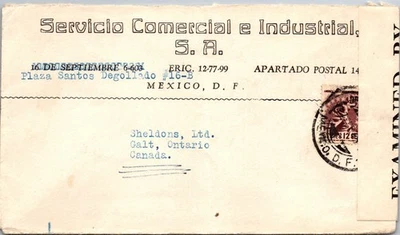 Servicio Comercial e Industrial,
S. A.
16 DE SEPTIEMBRE 6-603 ERIC. 12-77-99 APARTADO POSTAL 14
Plaza Santos Degollado #16-B
MEXICO, D. F.
Sheldons, Ltd.
Galt, Ontario
Canada.
EXAMINED BY